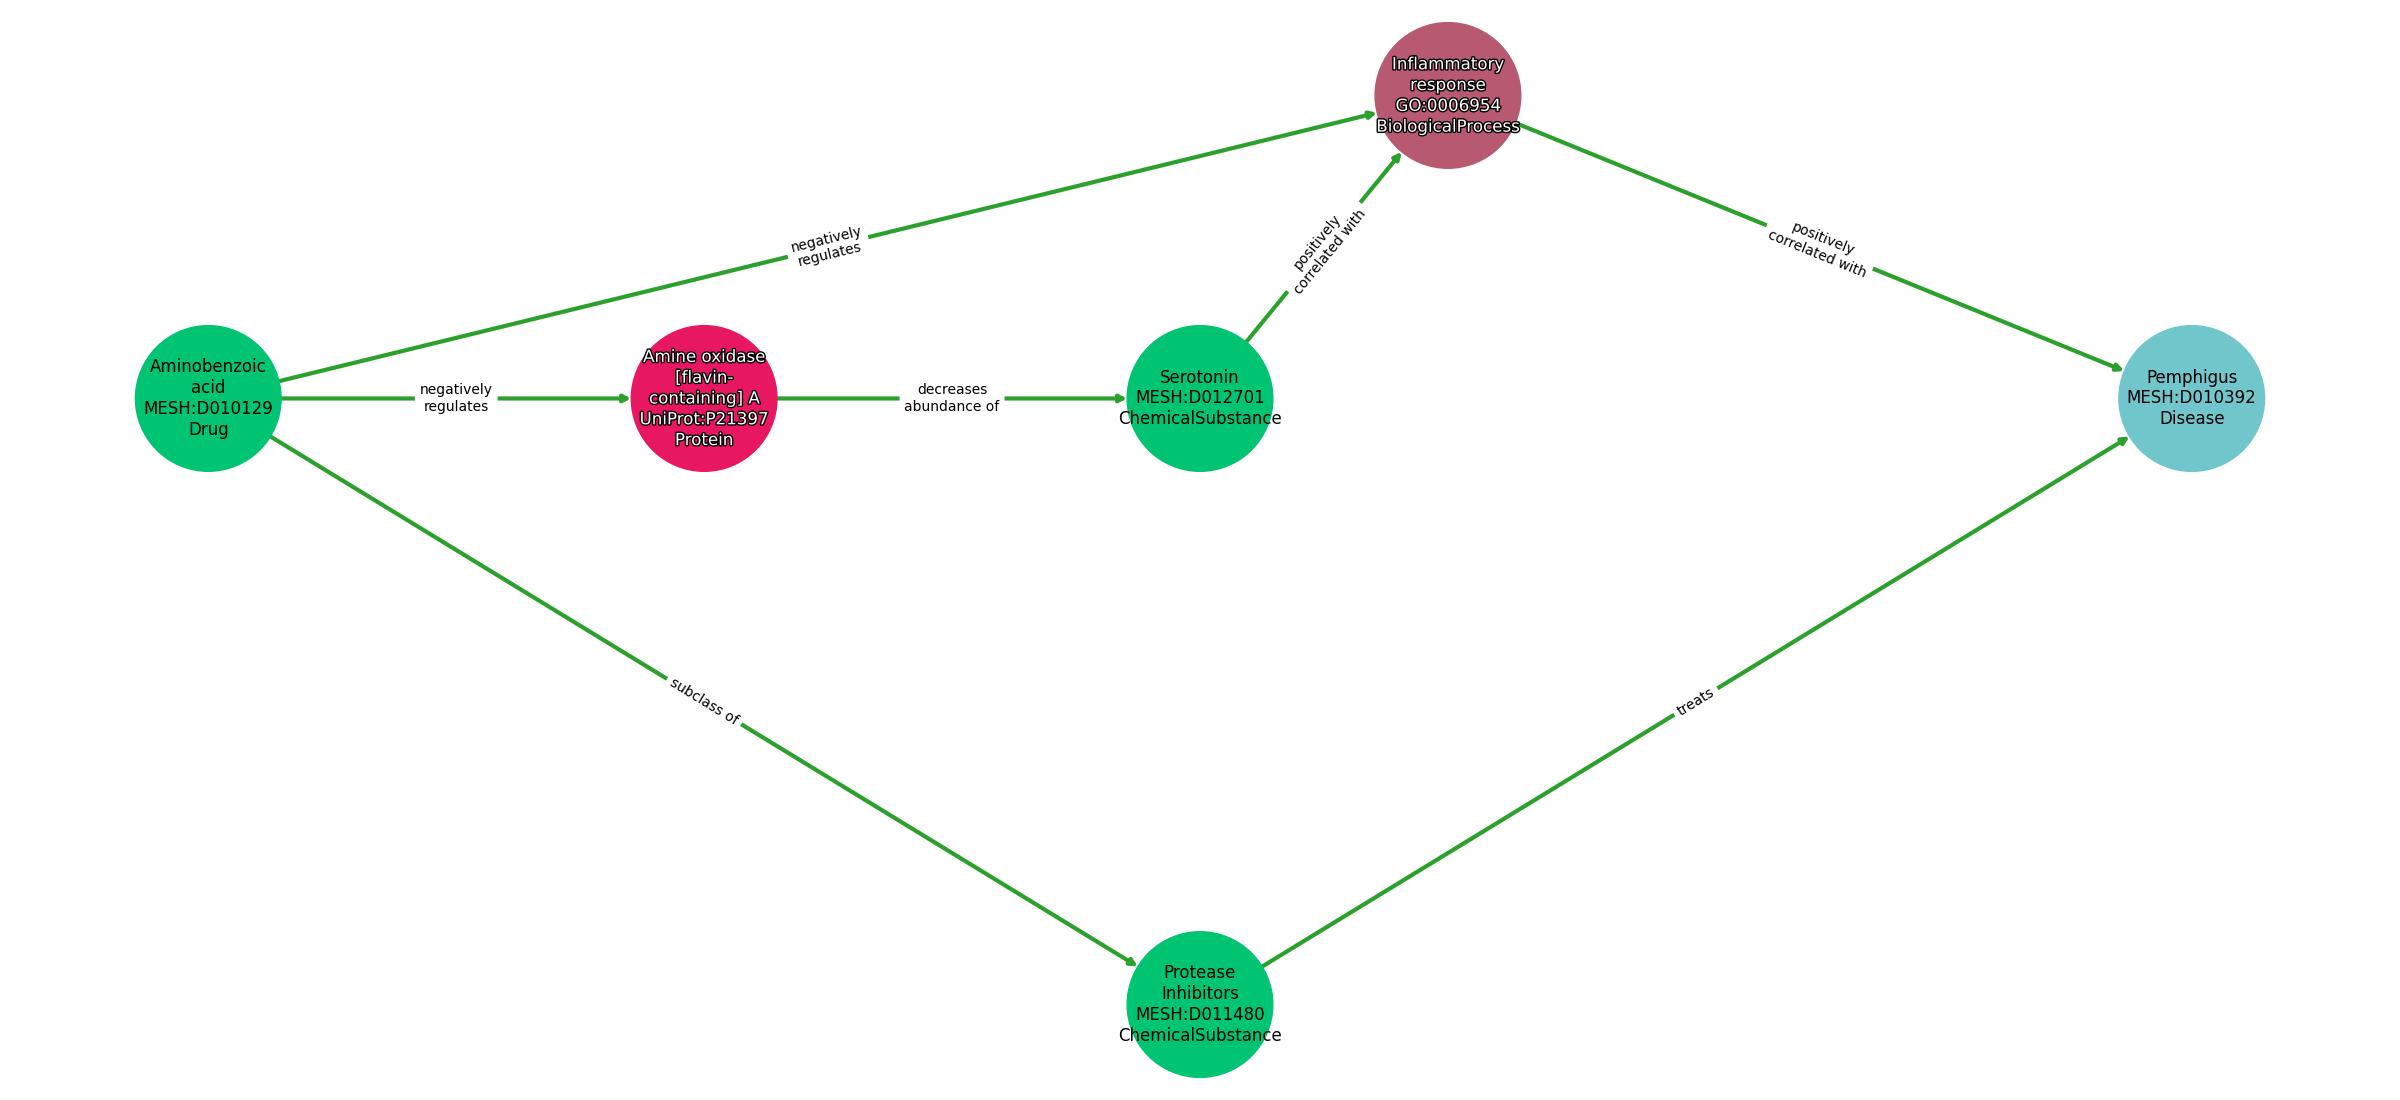 Inflammatory
response
GO:0006954
BiologicalProcess
negatively
regulates
positively
correlated with
positively
correlated with
Aminobenzoic
acid
MESH:D010129
Drug
negatively
regulates
Amine oxidase
[flavin-
containing] A
UniProt:P21397
Protein
decreases
abundance of
Serotonin
MESH:D012701
ChemicalSubstance
Pemphigus
MESH:D010392
Disease
subclass of
treats
Protease
Inhibitors
MESH:D011480
ChemicalSubstance